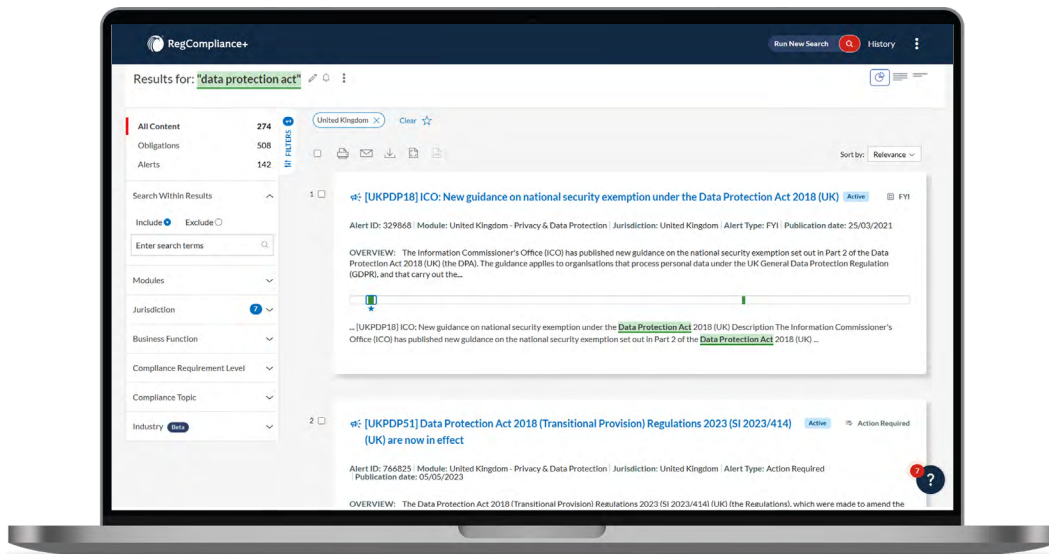 RegCompliance+
Run New Search
History
Results for: "data protection act"
All Content 274
Obligations 508
Alerts 142
FILTERS
Search Within Results
Include Exclude
Enter search terms
Modules
Jurisdiction 7
Business Function
Compliance Requirement Level
Compliance Topic
Industry Beta
United Kingdom X Clear
Sort by: Relevance
1 [UKPDP18] ICO: New guidance on national security exemption under the Data Protection Act 2018 (UK) Active FYI
Alert ID: 329868 | Module: United Kingdom - Privacy & Data Protection | Jurisdiction: United Kingdom | Alert Type: FYI | Publication date: 25/03/2021
OVERVIEW: The Information Commissioner's Office (ICO) has published new guidance on the national security exemption set out in Part 2 of the Data
Protection Act 2018 (UK) (the DPA). The guidance applies to organisations that process personal data under the UK General Data Protection Regulation
(GDPR), and that carry out the...
... [UKPDP18] ICO: New guidance on national security exemption under the Data Protection Act 2018 (UK) Description The Information Commissioner's
Office (ICO) has published new guidance on the national security exemption set out in Part 2 of the Data Protection Act 2018 (UK) ...
2 [UKPDP51] Data Protection Act 2018 (Transitional Provision) Regulations 2023 (SI 2023/414) Active Action Required
(UK) are now in effect
Alert ID: 766825 | Module: United Kingdom - Privacy & Data Protection | Jurisdiction: United Kingdom | Alert Type: Action Required
| Publication date: 05/05/2023
OVERVIEW: The Data Protection Act 2018 (Transitional Provision) Regulations 2023 (SI 2023/414) (UK) (the Regulations), which were made to amend the
7
?